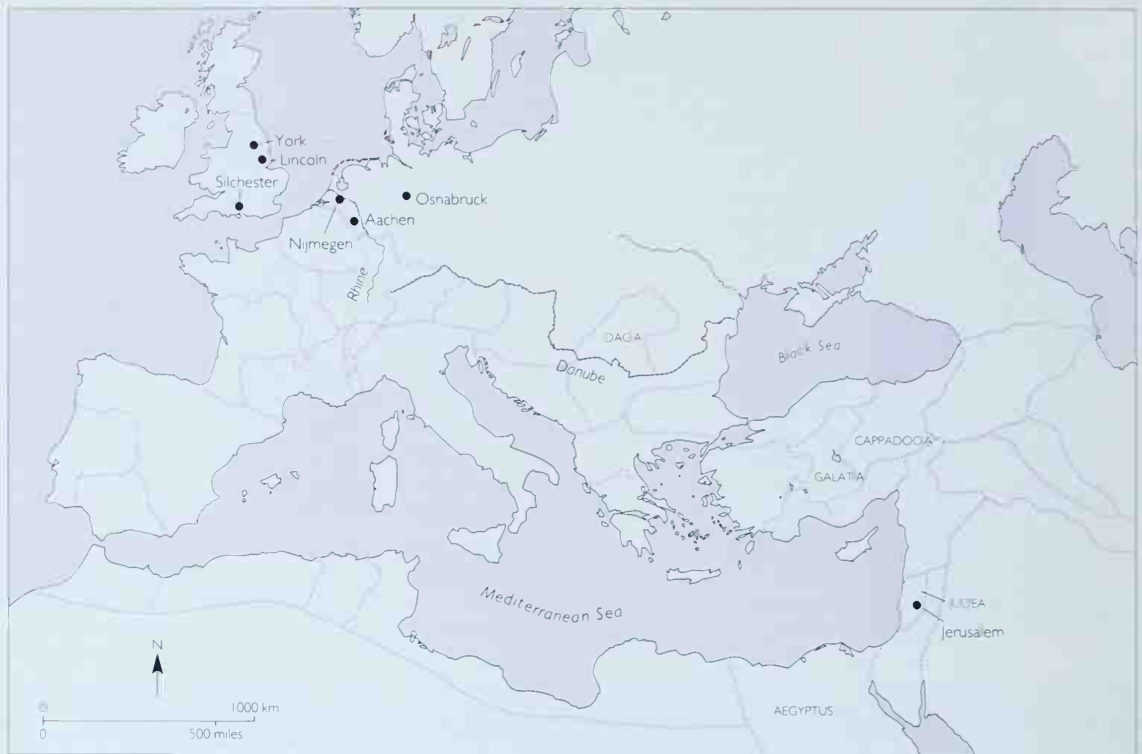 York
Lincoln
Silchester
Osnabruck
Aachen
Nijmegen
Rhine
DACIA
Black Sea
Danube
CAPPADOCIA
GALATIA
Mediterranean Sea
JUDEA
Jerusalem
N
0 1000 km
0 500 miles
AEGYPTUS